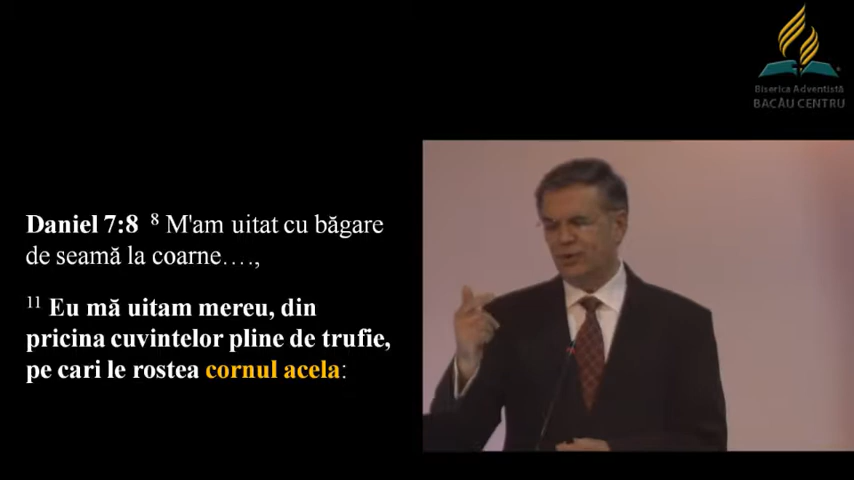 Biserica Adventistă
BACĂU CENTRU
Daniel 7:8 8 M'am uitat cu băgare
de seamă la coarne….,
11 Eu mă uitam mereu, din
pricina cuvintelor pline de trufie,
pe cari le rostea cornul acela: